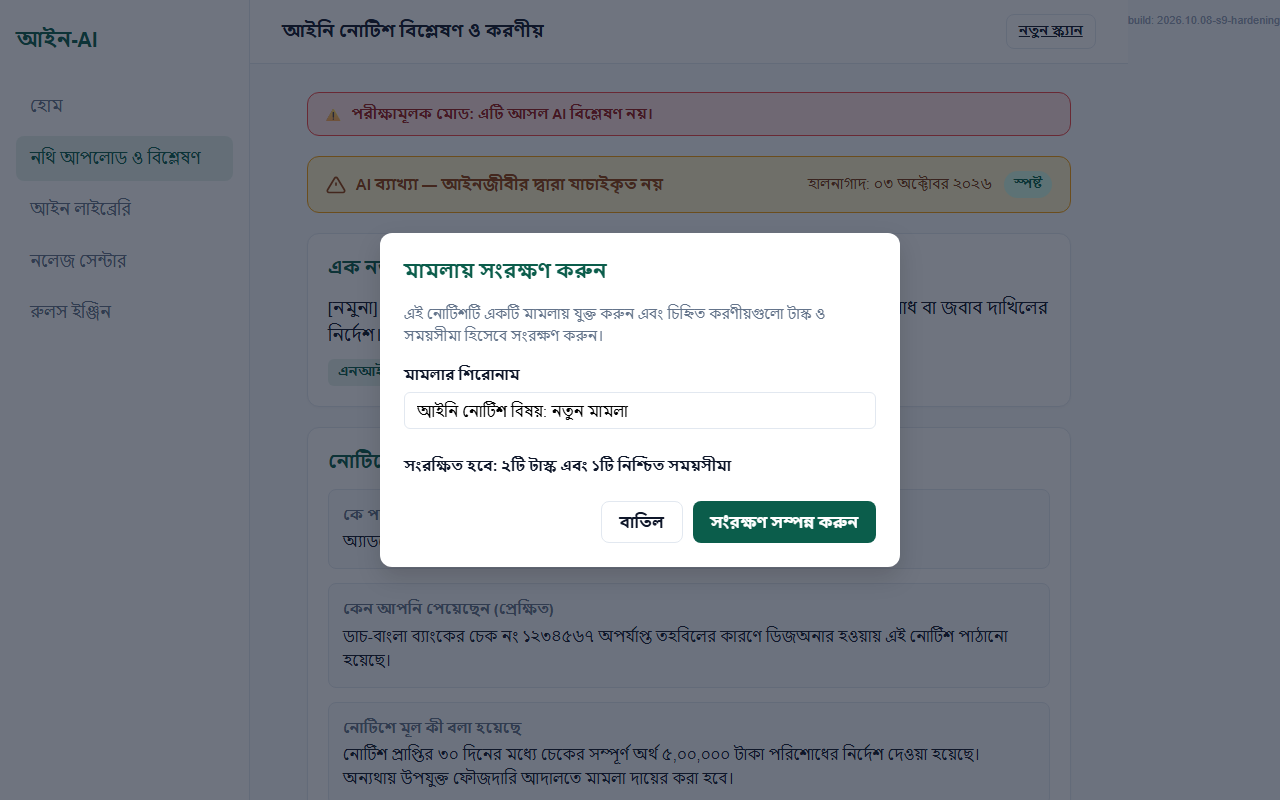 আইন-AI
হোম
নথি আপলোড ও বিশ্লেষণ
আইন লাইব্রেরি
নলেজ সেন্টার
রুলস ইঞ্জিন
আইনি নোটিশ বিশ্লেষণ ও করণীয়
নতুন স্ক্যান
build: 2026.10.08-s9-hardening
পরীক্ষামূলক মোড: এটি আসল AI বিশ্লেষণ নয়।
AI ব্যাখ্যা — আইনজীবীর দ্বারা যাচাইকৃত নয়
হালনাগাদ: ০৩ অক্টোবর ২০২৬
স্পষ্ট
এক
[নমুনা]
বা জবাব দাখিলের
নির্দেশ।
মামলায় সংরক্ষণ করুন
এই নোটিশটি একটি মামলায় যুক্ত করুন এবং চিহ্নিত করণীয়গুলো টাস্ক ও
সময়সীমা হিসেবে সংরক্ষণ করুন।
মামলার শিরোনাম
আইনি নোটিশ বিষয়: নতুন মামলা
সংরক্ষিত হবে: ২টি টাস্ক এবং ১টি নিশ্চিত সময়সীমা
বাতিল
সংরক্ষণ সম্পন্ন করুন
কে
কেন আপনি পেয়েছেন (প্রেক্ষিত)
ডাচ-বাংলা ব্যাংকের চেক নং ১২৩৪৫৬৭ অপর্যাপ্ত তহবিলের কারণে ডিজঅনার হওয়ায় এই নোটিশ পাঠানো
হয়েছে।
নোটিশে মূল কী বলা হয়েছে
নোটিশ প্রাপ্তির ৩০ দিনের মধ্যে চেকের সম্পূর্ণ অর্থ ৫,০০,০০০ টাকা পরিশোধের নির্দেশ দেওয়া হয়েছে।
অন্যথায় উপযুক্ত ফৌজদারি আদালতে মামলা দায়ের করা হবে।